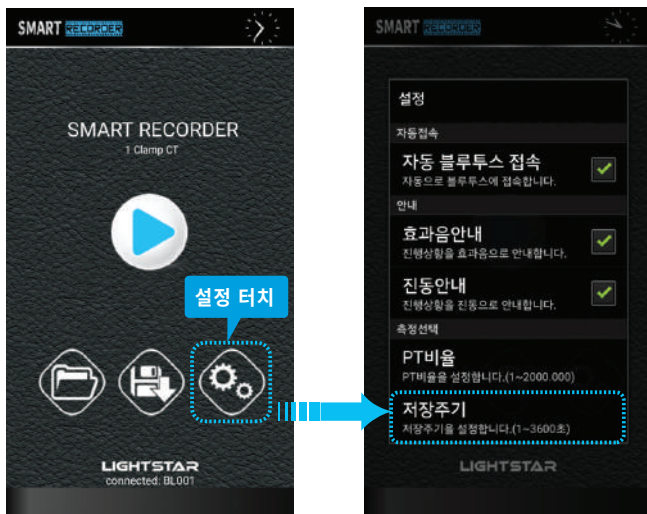 SMART RECORDER
SMART RECORDER
1 Clamp CT
설정 터치
LIGHTSTAR
connected: BL001
SMART RECORDER
설정
자동접속
자동 블루투스 접속
자동으로 블루투스에 접속합니다.
안내
효과음안내
진행상황을 효과음으로 안내합니다.
진동안내
진행상황을 진동으로 안내합니다.
측정선택
PT비율
PT비율을 설정합니다.(1~2000.000)
저장주기
저장주기을 설정합니다.(1~3600초)
LIGHTSTAR